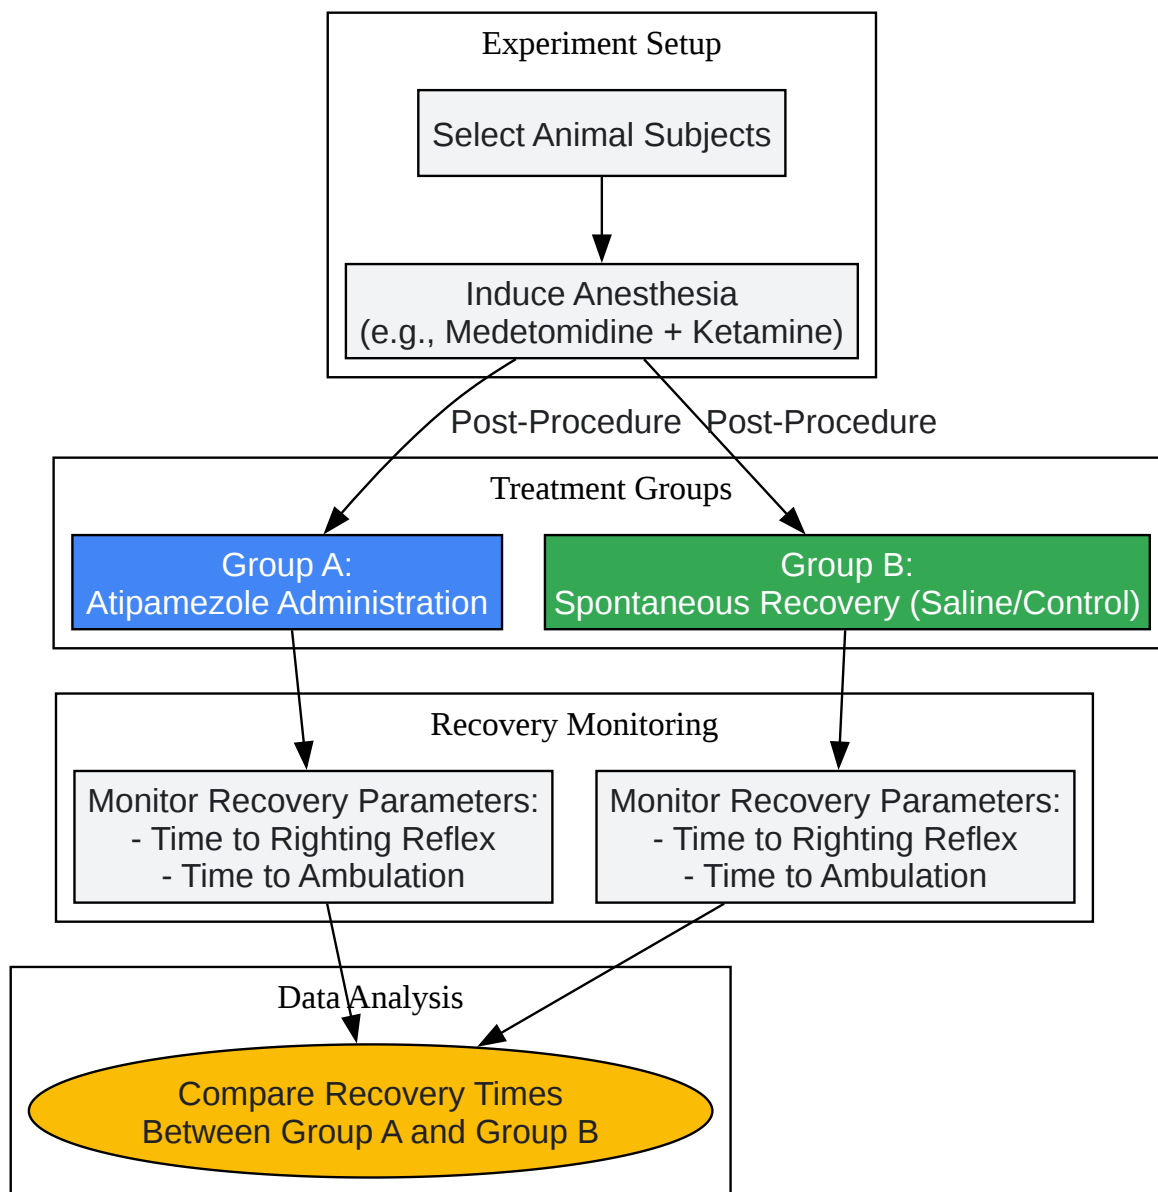 Experiment Setup
Select Animal Subjects
Induce Anesthesia
(e.g., Medetomidine + Ketamine)
Post-Procedure
Post-Procedure
Treatment Groups
Group A:
Atipamezole Administration
Group B:
Spontaneous Recovery (Saline/Control)
Recovery Monitoring
Monitor Recovery Parameters:
- Time to Righting Reflex
- Time to Ambulation
Monitor Recovery Parameters:
- Time to Righting Reflex
- Time to Ambulation
Data Analysis
Compare Recovery Times
Between Group A and Group B